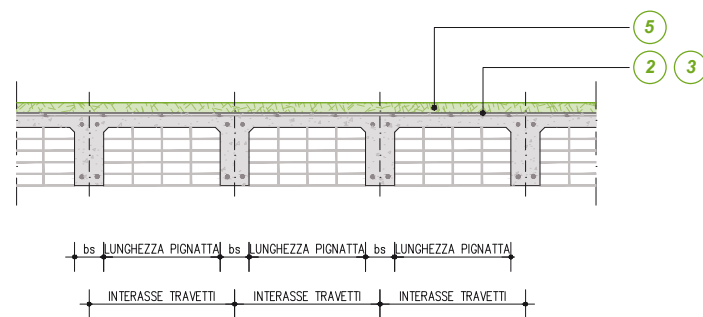 5
2 3
bs LUNGHEZZA PIGNATTA bs LUNGHEZZA PIGNATTA bs LUNGHEZZA PIGNATTA
INTERASSE TRAVETTI INTERASSE TRAVETTI INTERASSE TRAVETTI